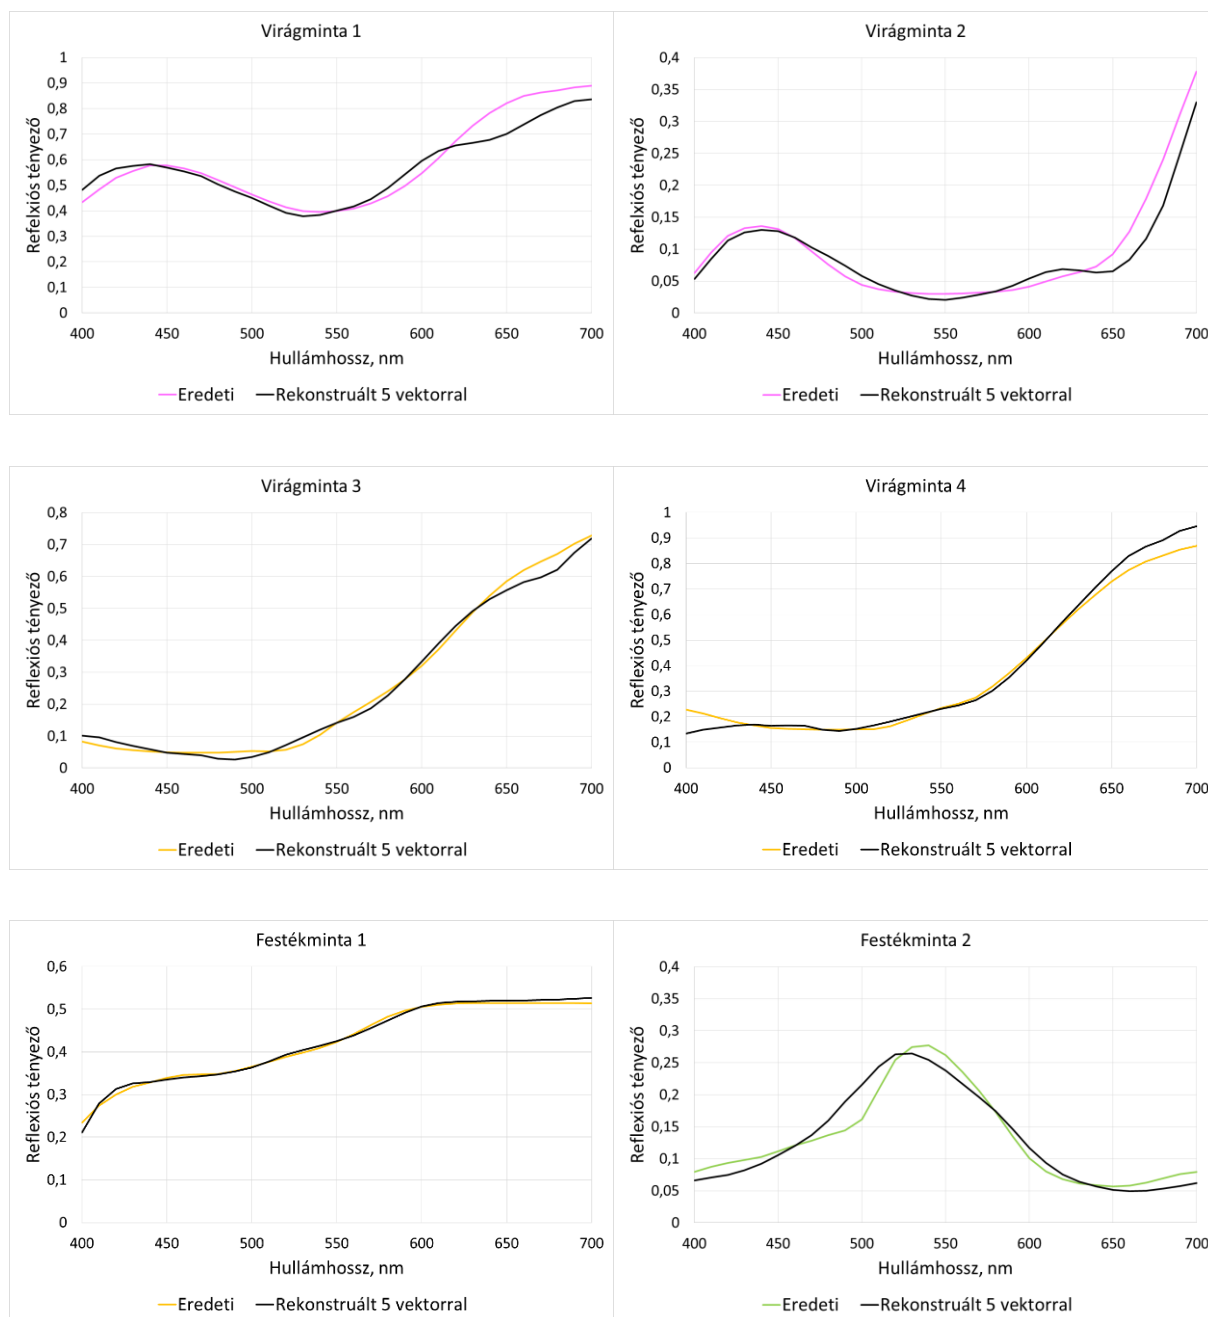 Virágminta 1
1
0,9
0,8
0,7
0,6
0,5
0,4
0,3
0,2
0,1
0
Refelxiós tényező
400 450 500 550 600 650 700
Hullámhossz, nm
Eredeti Rekonstruált 5 vektorral
Virágminta 2
0,4
0,35
0,3
0,25
0,2
0,15
0,1
0,05
0
Reflexiós tényező
400 450 500 550 600 650 700
Hullámhossz, nm
Eredeti Rekonstruált 5 vektorral
Virágminta 3
0,8
0,7
0,6
0,5
0,4
0,3
0,2
0,1
0
Reflexiós tényező
400 450 500 550 600 650 700
Hullámhossz, nm
Eredeti Rekonstruált 5 vektorral
Virágminta 4
1
0,9
0,8
0,7
0,6
0,5
0,4
0,3
0,2
0,1
0
Reflexiós tényező
400 450 500 550 600 650 700
Hullámhossz, nm
Eredeti Rekonstruált 5 vektorral
Festékminta 1
0,6
0,5
0,4
0,3
0,2
0,1
0
Reflexiós tényező
400 450 500 550 600 650 700
Hullámhossz, nm
Eredeti Rekonstruált 5 vektorral
Festékminta 2
0,4
0,35
0,3
0,25
0,2
0,15
0,1
0,05
0
Reflexiós tényező
400 450 500 550 600 650 700
Hullámhossz, nm
Eredeti Rekonstruált 5 vektorral